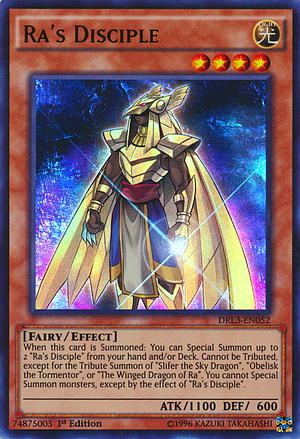 RA'S DISCIPLE
LIGHT
光
DRL3-EN052
[FAIRY/EFFECT]
When this card is Summoned: You can Special Summon up to
2 "Ra's Disciple" from your hand and/or Deck. Cannot be Tributed,
except for the Tribute Summon of "Slifer the Sky Dragon", "Obelisk
the Tormentor", or "The Winged Dragon of Ra". You cannot Special
Summon monsters, except by the effect of "Ra's Disciple".
ATK/1100 DEF/ 600
74875003 1st Edition ©1996 KAZUKI TAKAHASHI